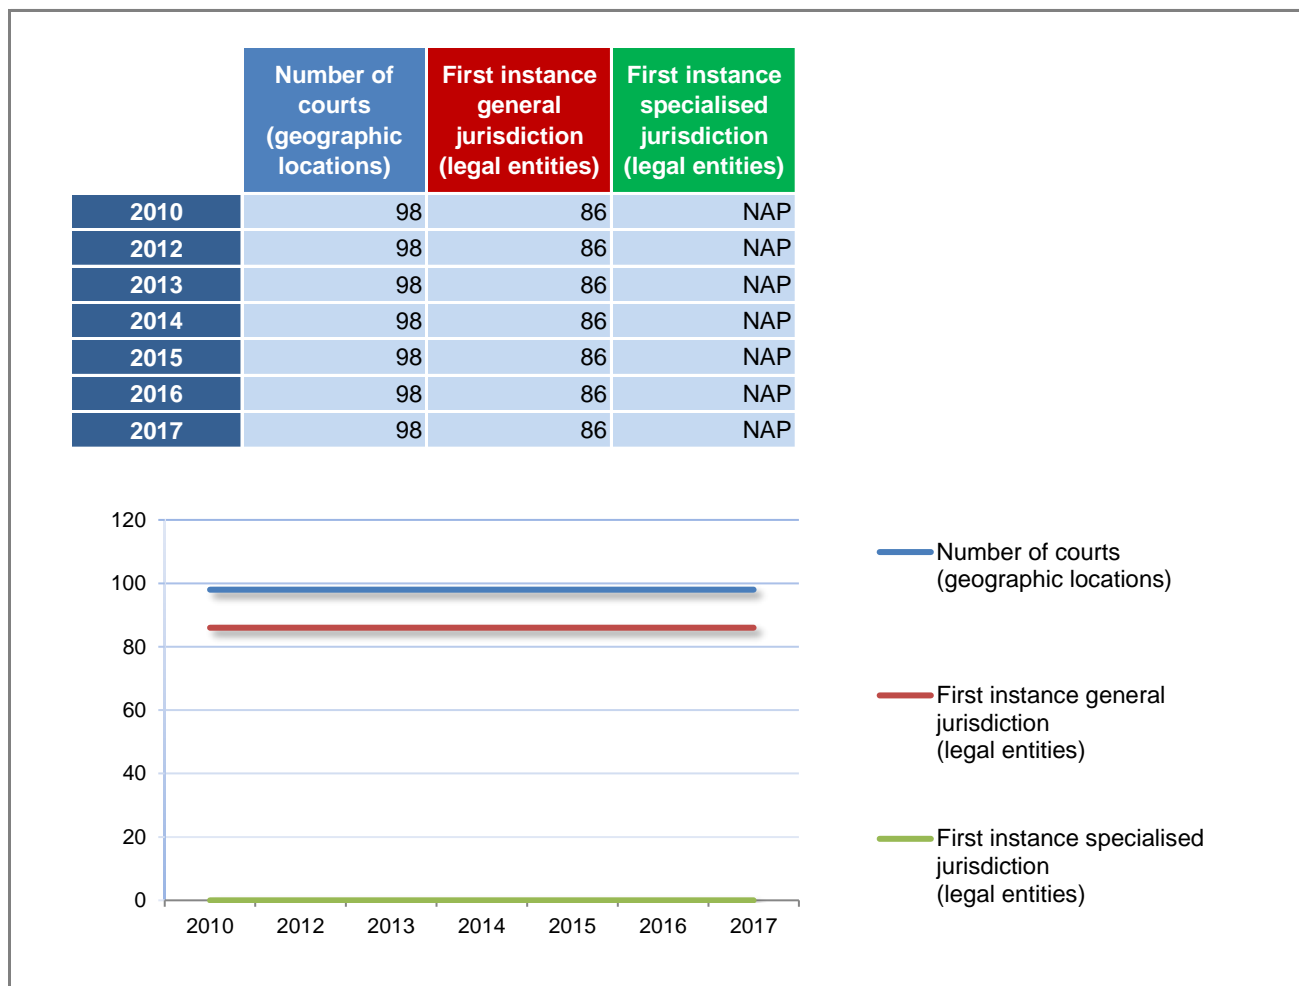 Number of
courts
(geographic
locations)
First instance
general
jurisdiction
(legal entities)
First instance
specialised
jurisdiction
(legal entities)
2010 98 86 NAP
2012 98 86 NAP
2013 98 86 NAP
2014 98 86 NAP
2015 98 86 NAP
2016 98 86 NAP
2017 98 86 NAP
120
100
80
60
40
20
0
2010 2012 2013 2014 2015 2016 2017
Number of courts
(geographic locations)
First instance general
jurisdiction
(legal entities)
First instance specialised
jurisdiction
(legal entities)